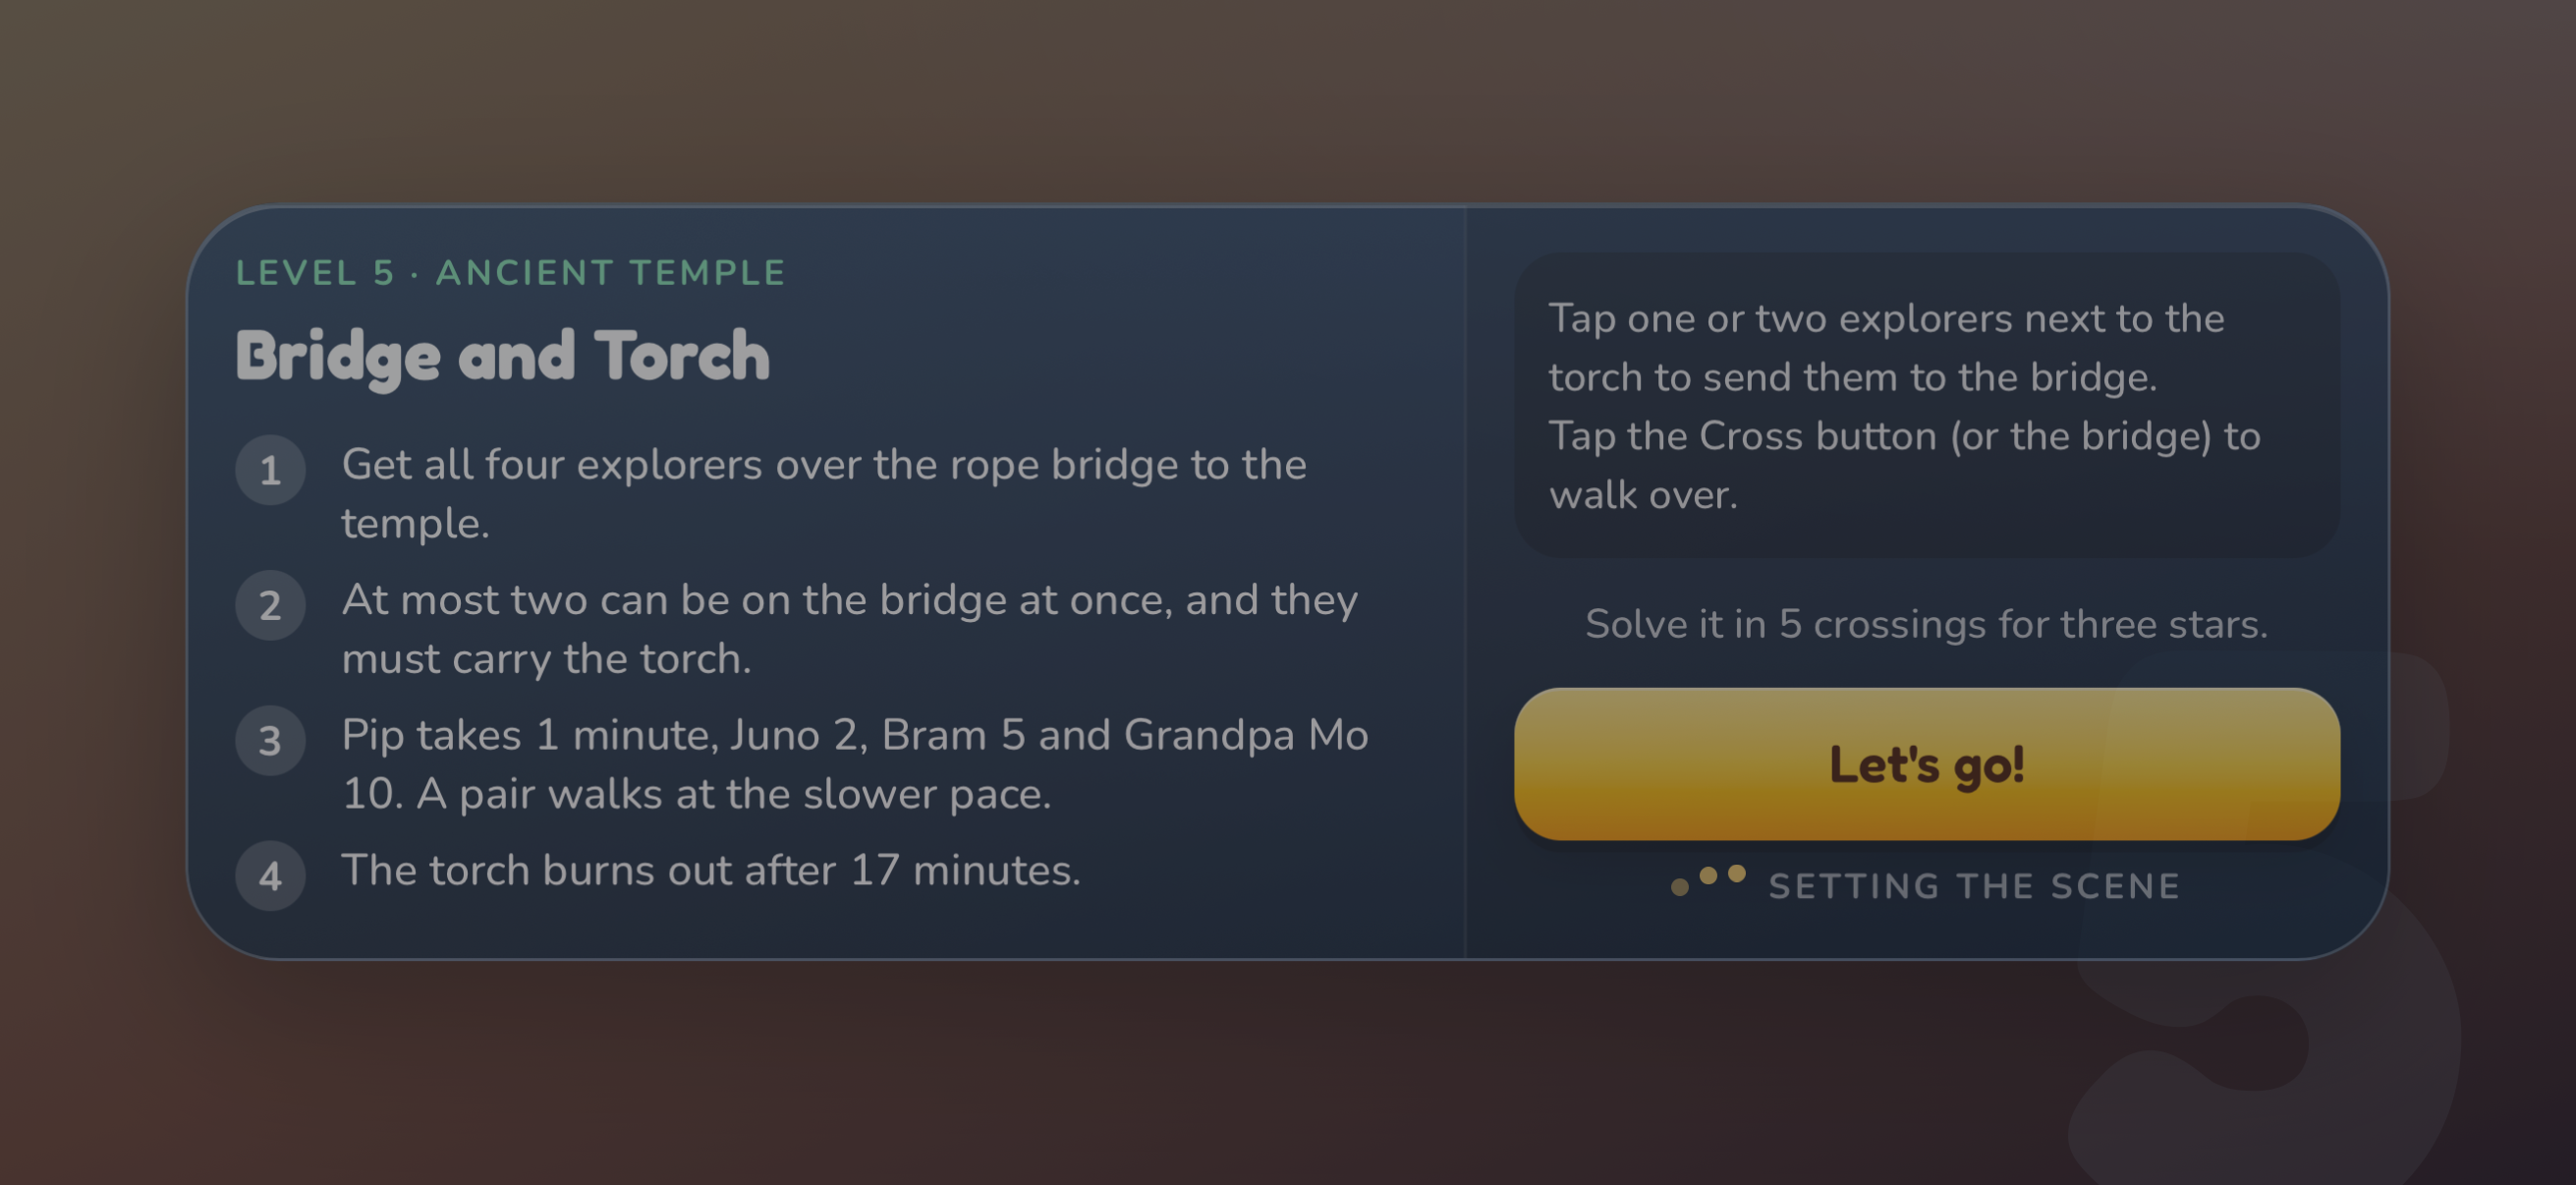 LEVEL 5 · ANCIENT TEMPLE
Bridge and Torch
1 Get all four explorers over the rope bridge to the
temple.
2 At most two can be on the bridge at once, and they
must carry the torch.
3 Pip takes 1 minute, Juno 2, Bram 5 and Grandpa Mo
10. A pair walks at the slower pace.
4 The torch burns out after 17 minutes.
Tap one or two explorers next to the
torch to send them to the bridge.
Tap the Cross button (or the bridge) to
walk over.
Solve it in 5 crossings for three stars.
Let's go!
SETTING THE SCENE
5